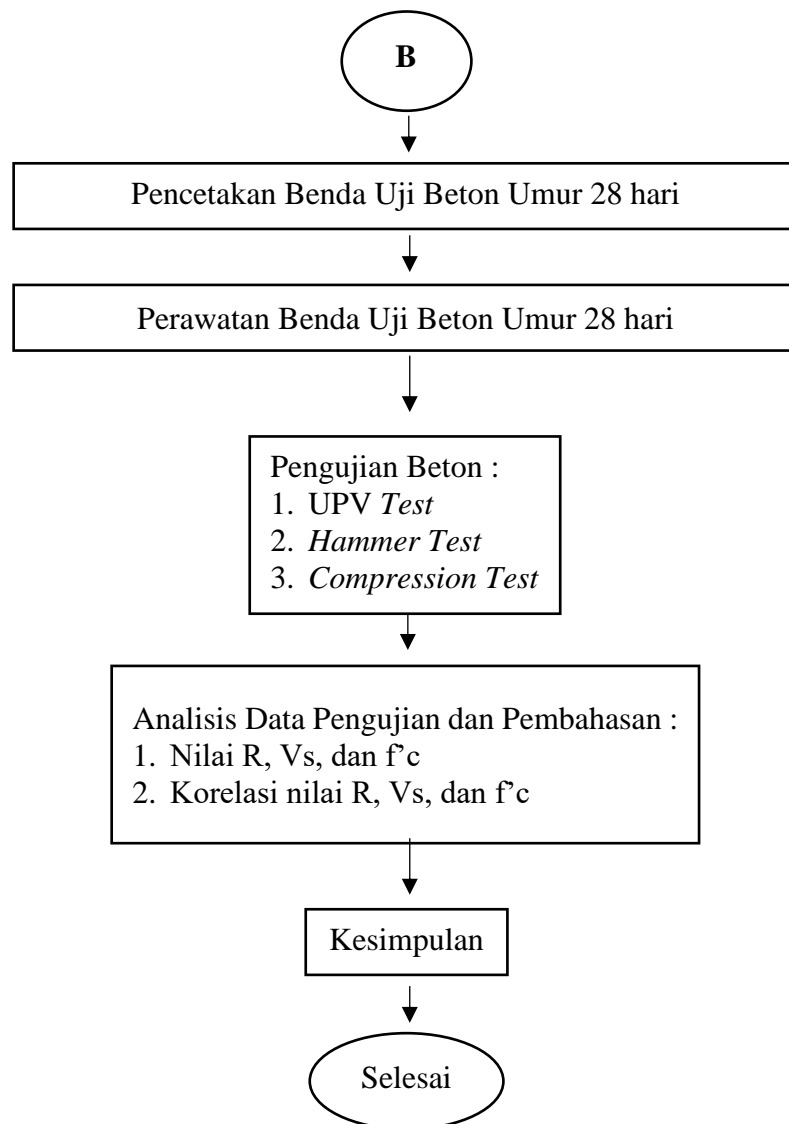 B
Pencetakan Benda Uji Beton Umur 28 hari
Perawatan Benda Uji Beton Umur 28 hari
Pengujian Beton :
1. UPV Test
2. Hammer Test
3. Compression Test
Analisis Data Pengujian dan Pembahasan :
1. Nilai R, Vs, dan f’c
2. Korelasi nilai R, Vs, dan f’c
Kesimpulan
Selesai